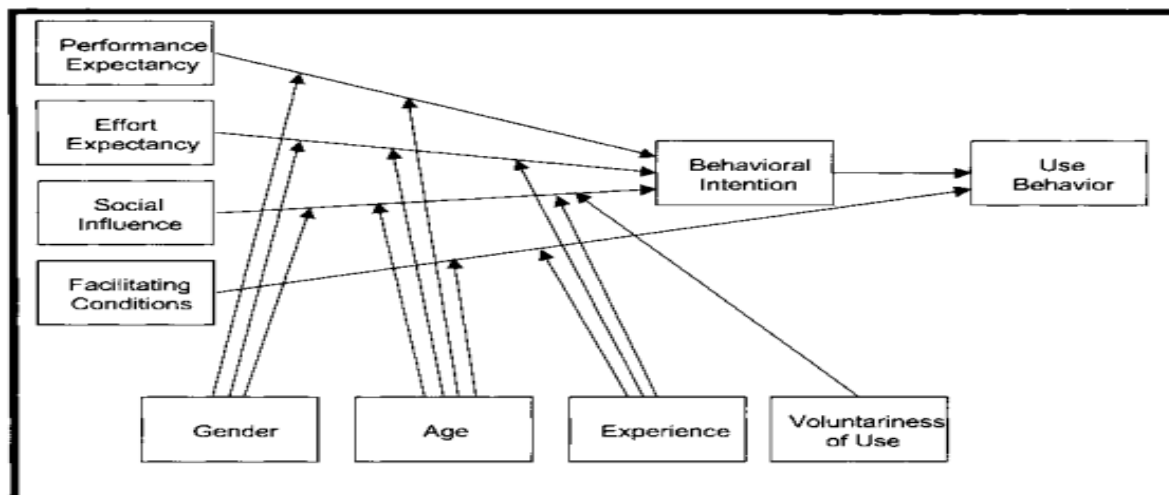 Performance
Expectancy
Effort
Expectancy
Social
Influence
Facilitating
Conditions
Behavioral
Intention
Use
Behavior
Gender
Age
Experience
Voluntariness
of Use